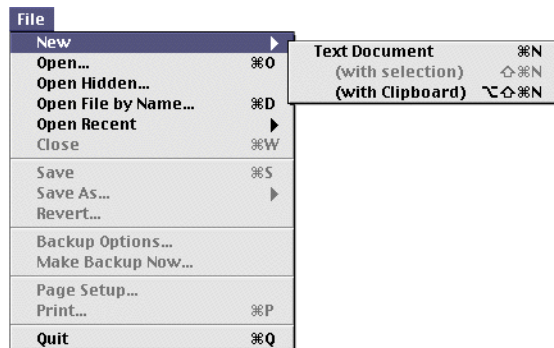 File
New
Open... ⌘O
Open Hidden...
Open File by Name... ⌘D
Open Recent
Close ⌘W
Save ⌘S
Save As...
Revert...
Backup Options...
Make Backup Now...
Page Setup...
Print... ⌘P
Quit ⌘Q
Text Document ⌘N
(with selection) ⇧⌘N
(with Clipboard) ⌥⇧⌘N